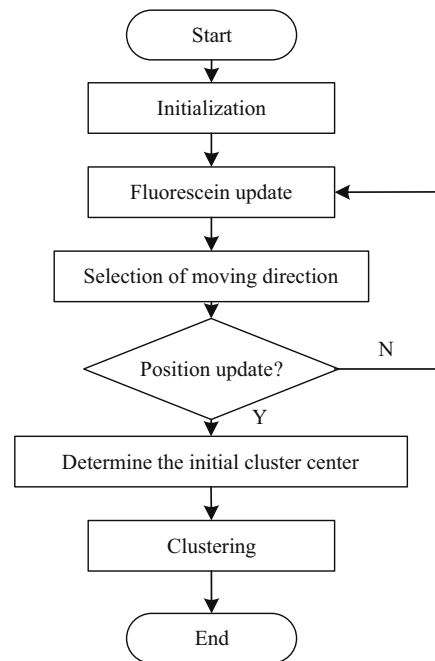 Start
Initialization
Fluorescein update
Selection of moving direction
Position update?
N
Y
Determine the initial cluster center
Clustering
End